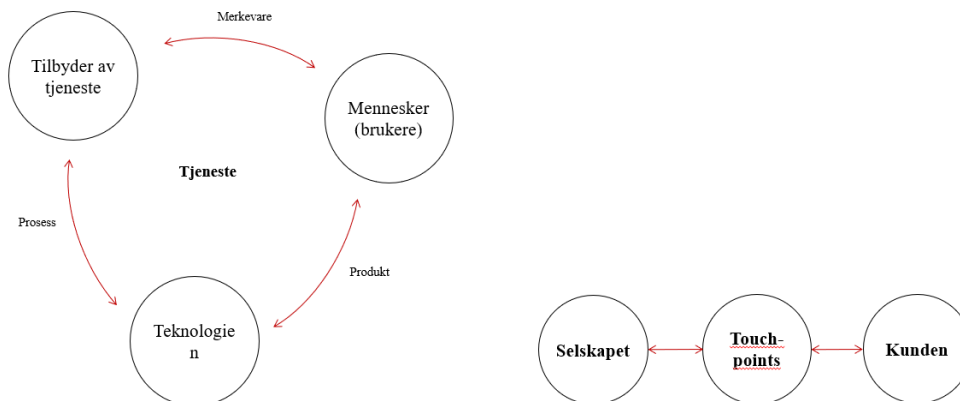 Merkevare
Tilbyder av
tjeneste
Mennesker
(brukere)
Tjeneste
Prosess
Produkt
Teknologie
n
Selskapet
Touch-
points
Kunden